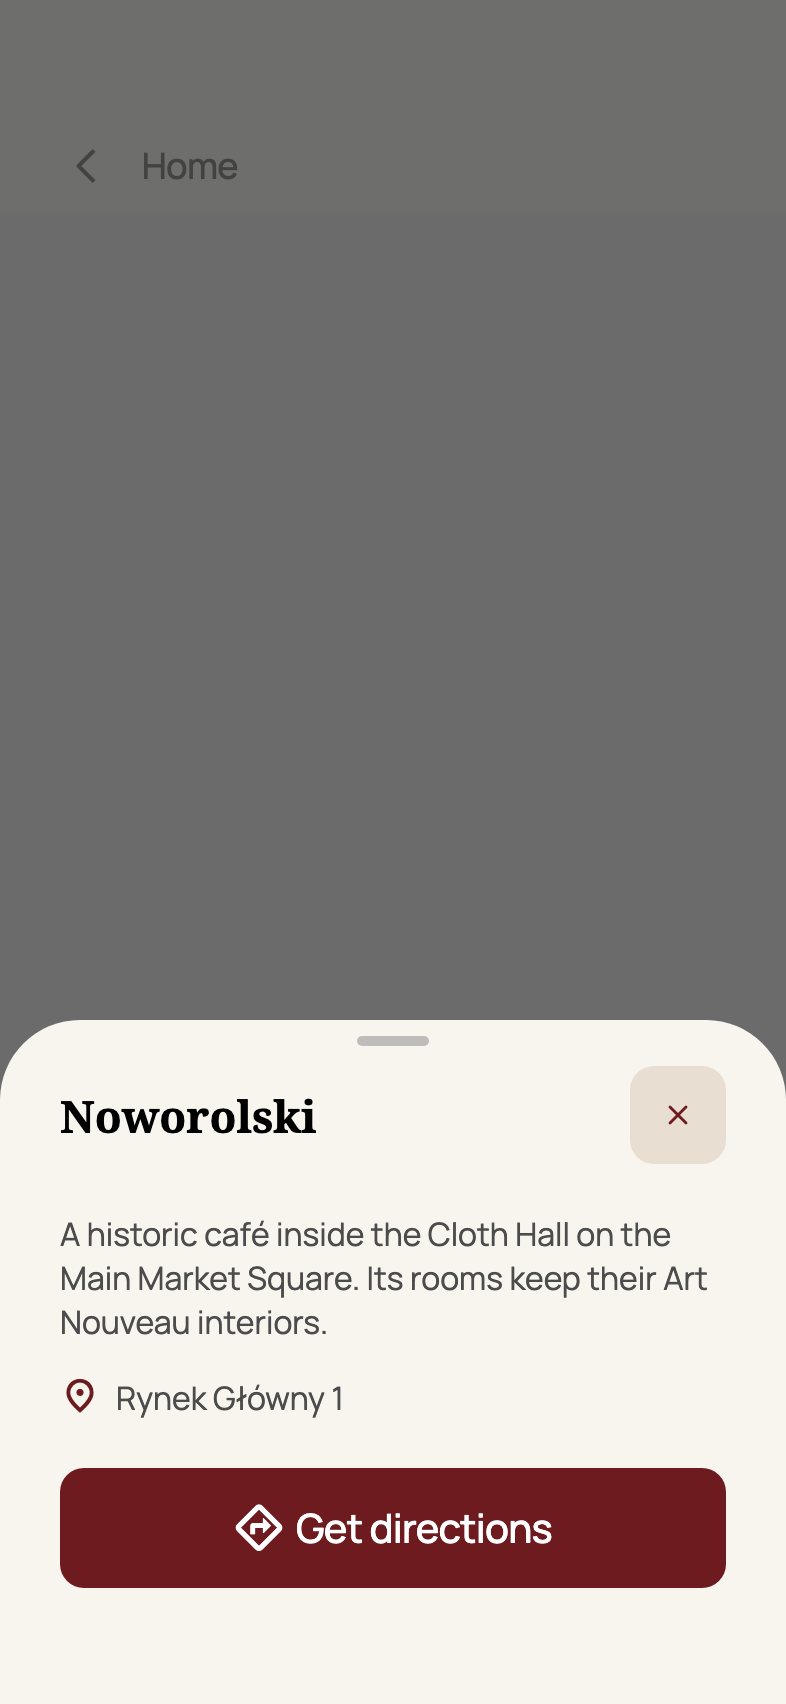 Home
Noworolski
A historic café inside the Cloth Hall on the
Main Market Square. Its rooms keep their Art
Nouveau interiors.
Rynek Główny 1
Get directions